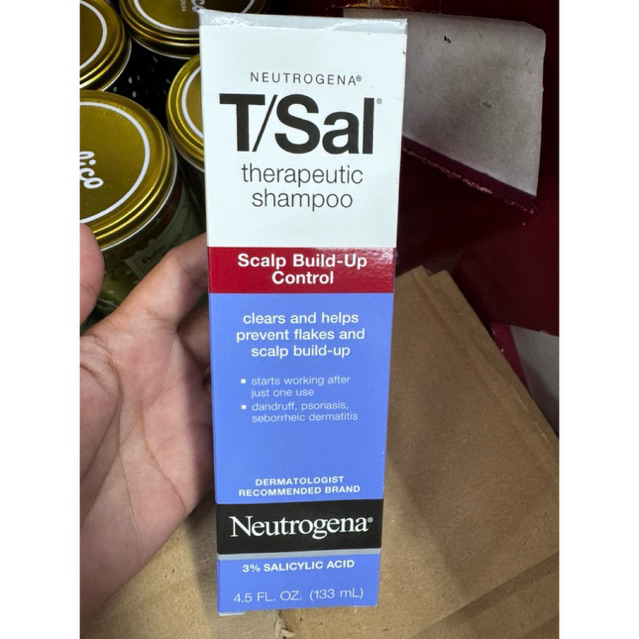 NEUTROGENA®
T/Sal®
therapeutic
shampoo
Scalp Build-Up
Control
clears and helps
prevent flakes and
scalp build-up
▪ starts working after
just one use
▪ dandruff, psoriasis,
seborrheic dermatitis
DERMATOLOGIST
RECOMMENDED BRAND
Neutrogena®
3% SALICYLIC ACID
4.5 FL. OZ. (133 mL)